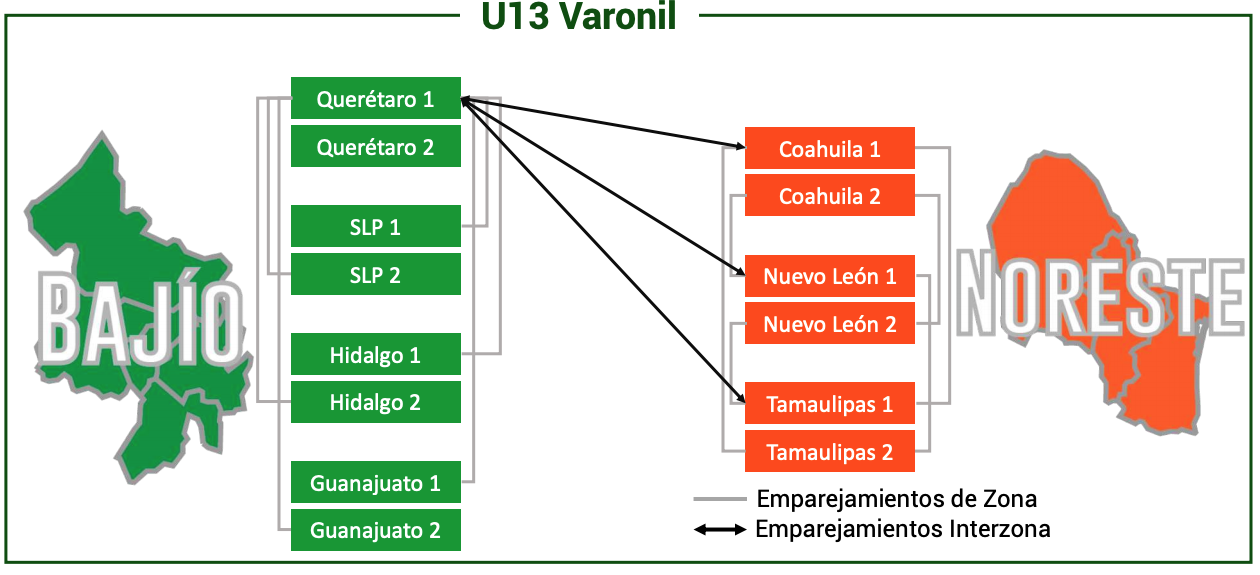 U13 Varonil
BAJÍO
Querétaro 1
Querétaro 2
SLP 1
SLP 2
Hidalgo 1
Hidalgo 2
Guanajuato 1
Guanajuato 2
Coahuila 1
Coahuila 2
Nuevo León 1
Nuevo León 2
Tamaulipas 1
Tamaulipas 2
NORESTE
Emparejamientos de Zona
Emparejamientos Interzona